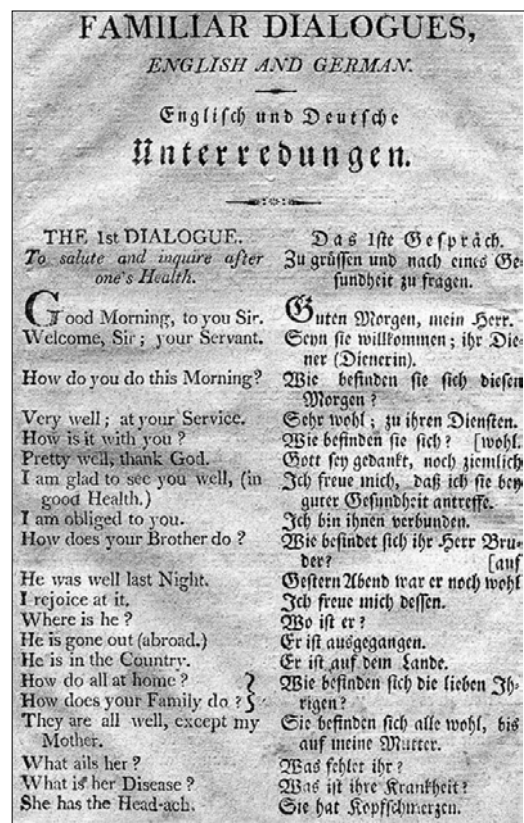 FAMILIAR DIALOGUES,
ENGLISH AND GERMAN.
Englisch und Deutsche
Unterredungen.
THE 1st DIALOGUE.
To salute and inquire after
one's Health.
Good Morning, to you Sir.
Welcome, Sir; your Servant.
How do you do this Morning?
Very well; at your Service.
How is it with you?
Pretty well, thank God.
I am glad to see you well, (in
good Health.)
I am obliged to you.
How does your Brother do?
He was well last Night.
I rejoice at it.
Where is he?
He is gone out (abroad.)
He is in the Country.
How do all at home? }
How does your Family do? }
They are all well, except my
Mother.
What ails her?
What is her Disease?
She has the Head-ach.
Das 1ste Gespräch.
Zu grüssen und nach eines Ge-
sundheit zu fragen.
Guten Morgen, mein Herr.
Seyn sie willkommen; ihr Die-
ner (Dienerin).
Wie befinden sie sich diesen
Morgen?
Sehr wohl; zu ihren Diensten.
Wie befinden sie sich? [wohl.
Gott sey gedankt, noch ziemlich
Ich freue mich, daß ich sie bey
guter Gesundheit antreffe.
Ich bin ihnen verbunden.
Wie befindet sich ihr Herr Bru-
der? [auf
Gestern Abend war er noch wohl
Ich freue mich dessen.
Wo ist er?
Er ist ausgegangen.
Er ist auf dem Lande.
Wie befinden sich die lieben Ih-
rigen?
Sie befinden sich alle wohl, bis
auf meine Mutter.
Was fehlet ihr?
Was ist ihre Krankheit?
Sie hat Kopfschmerzen.